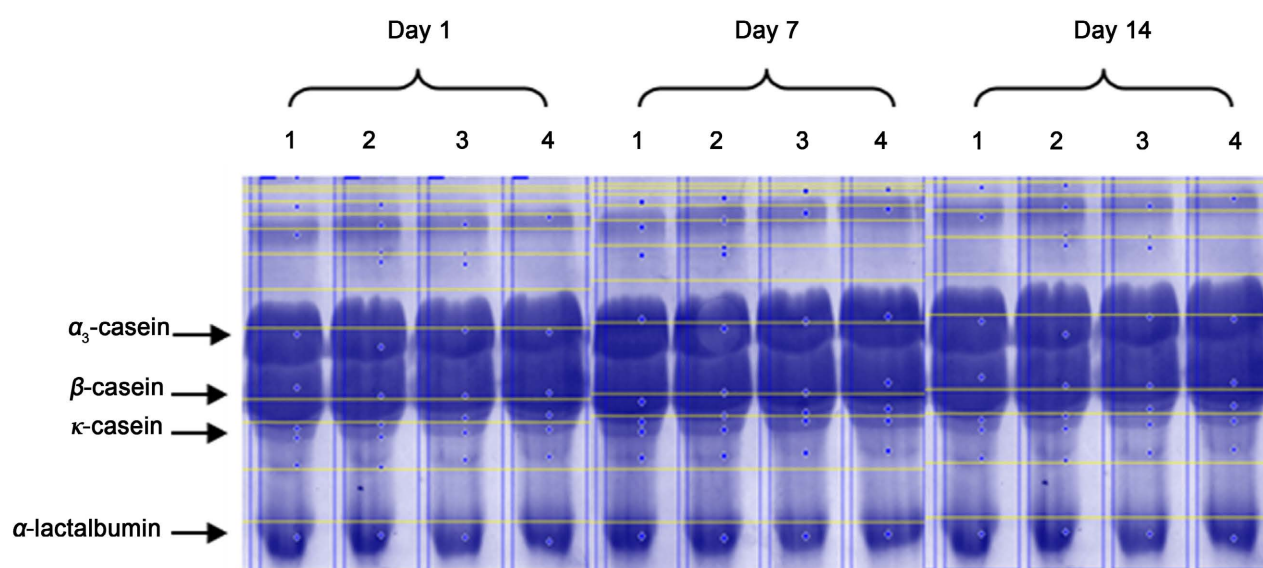 Day 1 Day 7 Day 14
1 2 3 4 1 2 3 4 1 2 3 4
α₃-casein
β-casein
κ-casein
α-lactalbumin